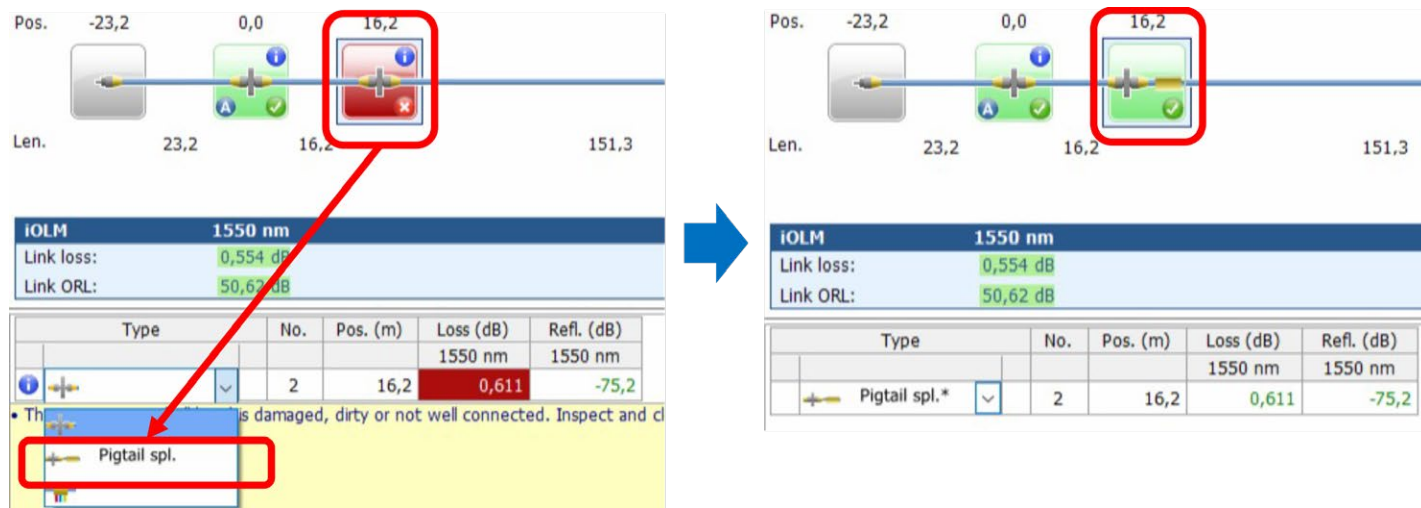 Pos. -23,2 0,0 16,2
A
Len. 23,2 16,2 151,3
iOLM 1550 nm
Link loss: 0,554 dB
Link ORL: 50,62 dB
Type No. Pos. (m) Loss (dB) Refl. (dB)
1550 nm 1550 nm
2 16,2 0,611 -75,2
• Th is damaged, dirty or not well connected. Inspect and cl
Pigtail spl.
Pos. -23,2 0,0 16,2
A
Len. 23,2 16,2 151,3
iOLM 1550 nm
Link loss: 0,554 dB
Link ORL: 50,62 dB
Type No. Pos. (m) Loss (dB) Refl. (dB)
1550 nm 1550 nm
Pigtail spl.* 2 16,2 0,611 -75,2